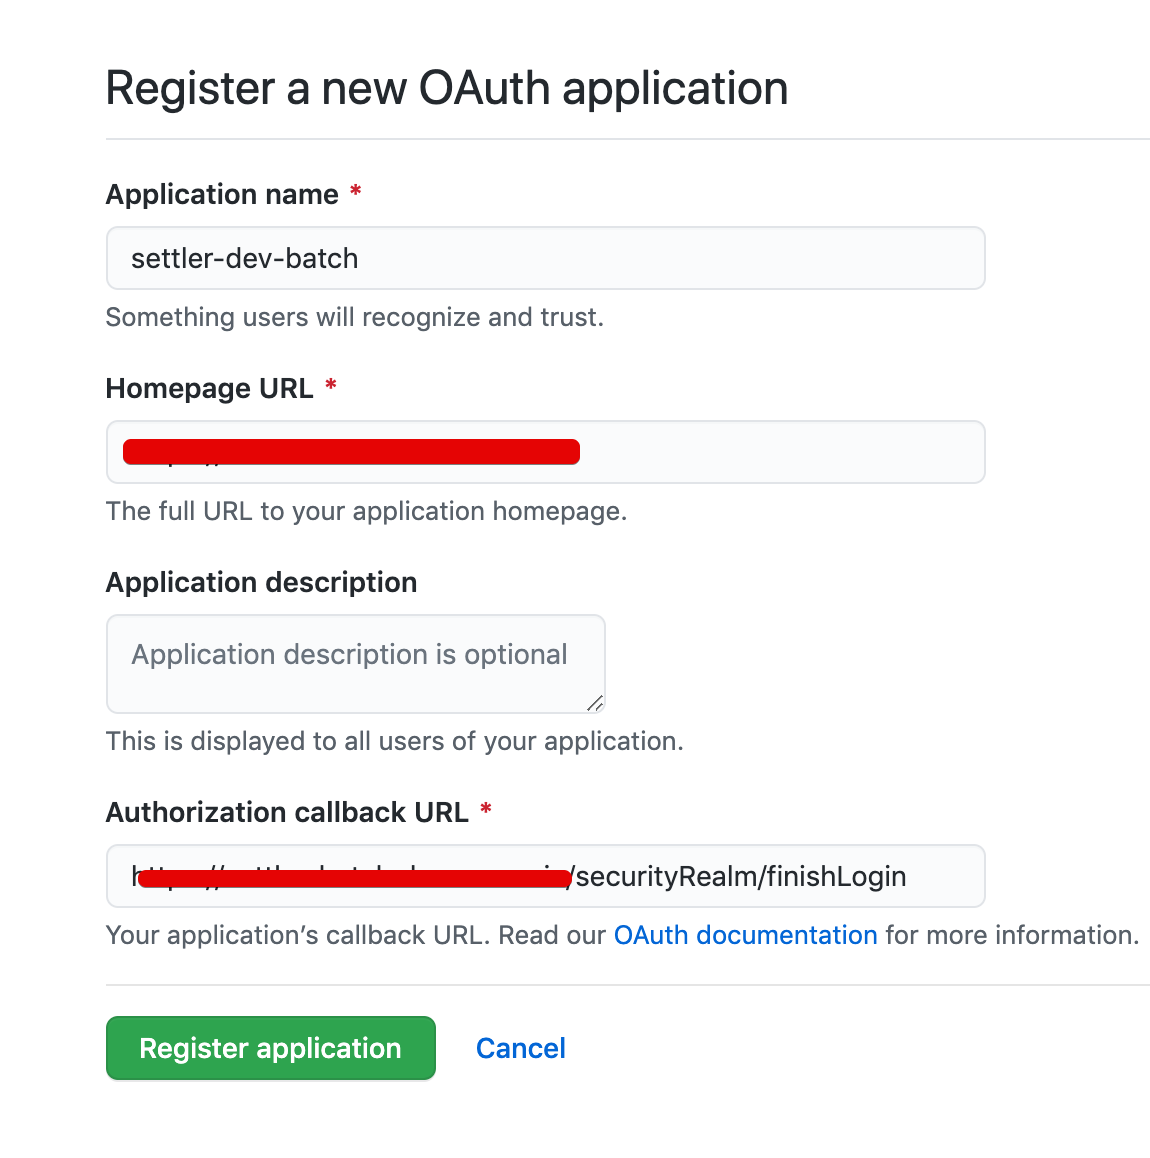 Register a new OAuth application
Application name *
settler-dev-batch
Something users will recognize and trust.
Homepage URL *
The full URL to your application homepage.
Application description
Application description is optional
This is displayed to all users of your application.
Authorization callback URL *
/securityRealm/finishLogin
Your application’s callback URL. Read our OAuth documentation for more information.
Register application Cancel